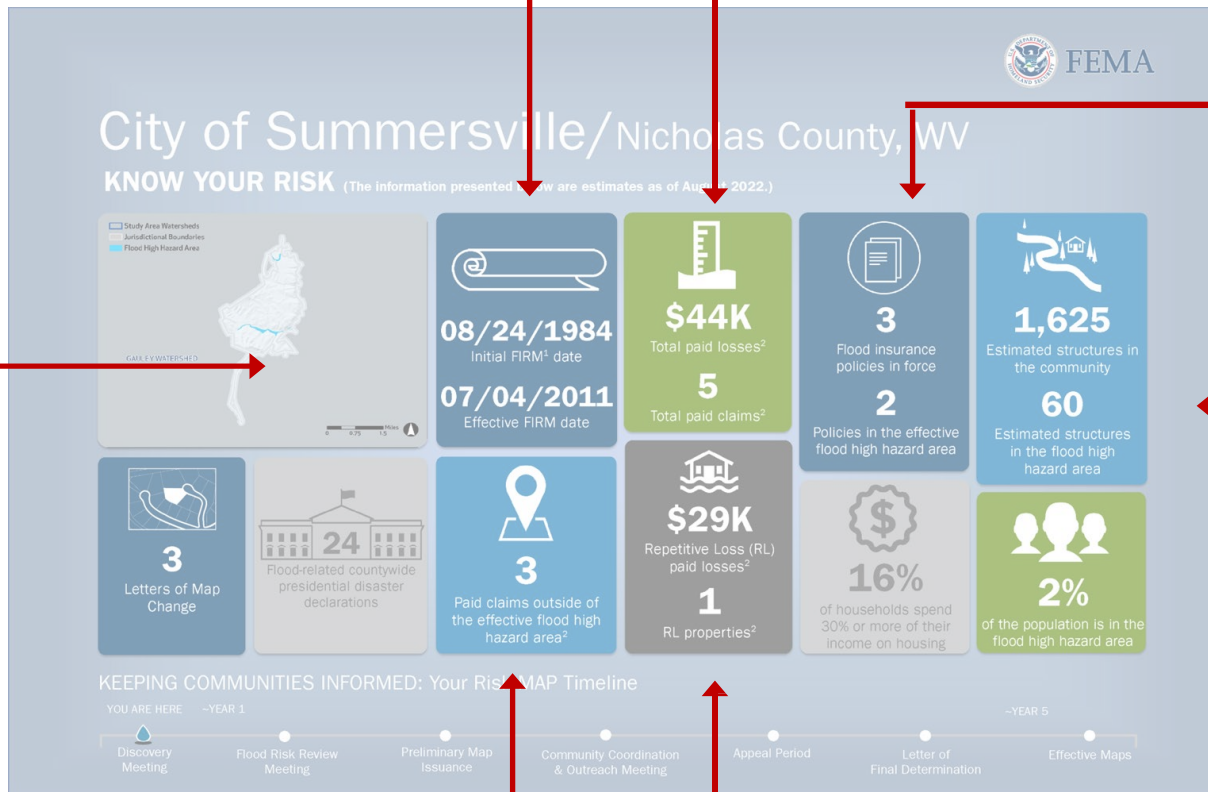 FEMA
City of Summersville/Nicholas County, WV
KNOW YOUR RISK (The information presented below are estimates as of August 2022.)
Study Area Watersheds
Jurisdictional Boundaries
Flood High Hazard Area
GAULEY WATERSHED
Miles
0 0.75 1.5
08/24/1984
Initial FIRM¹ date
07/04/2011
Effective FIRM date
$44K
Total paid losses²
5
Total paid claims²
3
Flood insurance
policies in force
2
Policies in the effective
flood high hazard area
1,625
Estimated structures in
the community
60
Estimated structures
in the flood high
hazard area
3
Letters of Map
Change
24
Flood-related countywide
presidential disaster
declarations
3
Paid claims outside of
the effective flood high
hazard area²
$29K
Repetitive Loss (RL)
paid losses²
1
RL properties²
$
16%
of households spend
30% or more of their
income on housing
2%
of the population is in the
flood high hazard area
KEEPING COMMUNITIES INFORMED: Your Risk MAP Timeline
YOU ARE HERE ~YEAR 1
~YEAR 5
Discovery
Meeting
Flood Risk Review
Meeting
Preliminary Map
Issuance
Community Coordination
& Outreach Meeting
Appeal Period
Letter of
Final Determination
Effective Maps